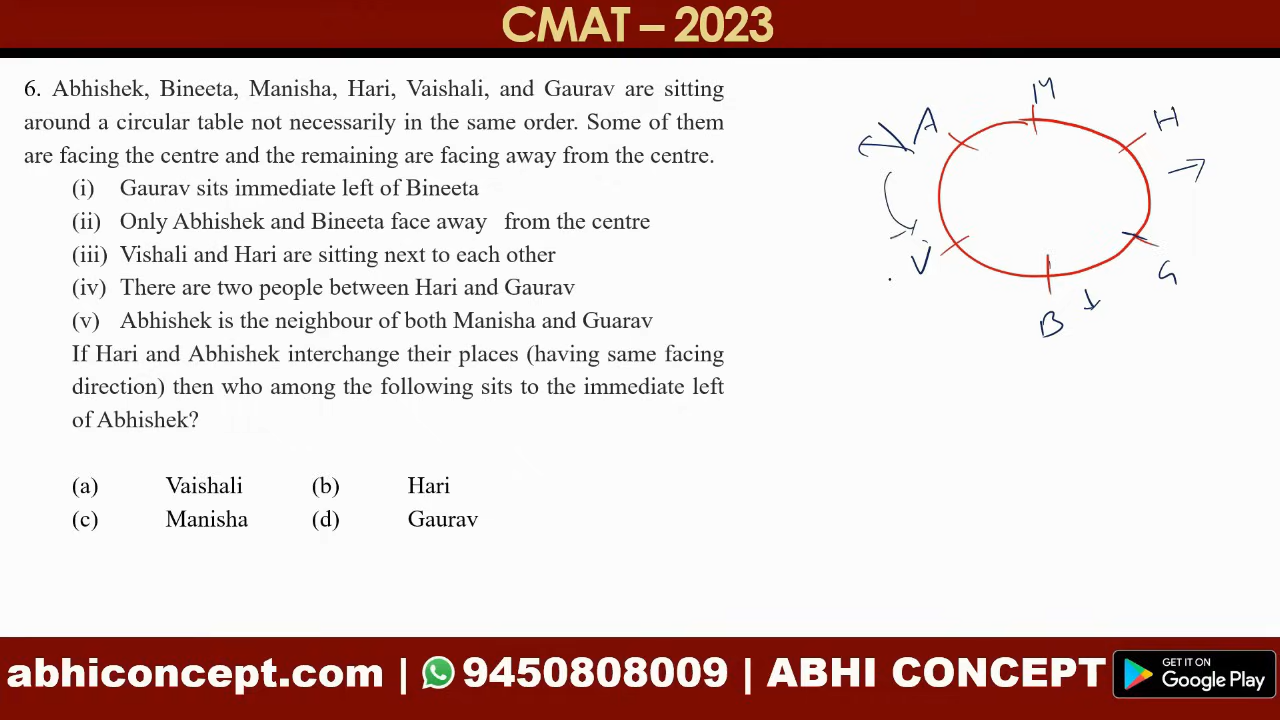 CMAT – 2023
6. Abhishek, Bineeta, Manisha, Hari, Vaishali, and Gaurav are sitting
around a circular table not necessarily in the same order. Some of them
are facing the centre and the remaining are facing away from the centre.
(i) Gaurav sits immediate left of Bineeta
(ii) Only Abhishek and Bineeta face away from the centre
(iii) Vishali and Hari are sitting next to each other
(iv) There are two people between Hari and Gaurav
(v) Abhishek is the neighbour of both Manisha and Guarav
If Hari and Abhishek interchange their places (having same facing
direction) then who among the following sits to the immediate left
of Abhishek?
(a) Vaishali (b) Hari
(c) Manisha (d) Gaurav
M
A H
V G
B
abhiconcept.com | 9450808009 | ABHI CONCEPT
GET IT ON
Google Play